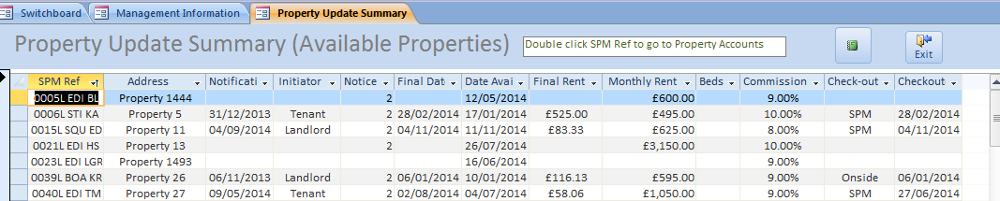 Switchboard Management Information Property Update Summary
Property Update Summary (Available Properties) Double click SPM Ref to go to Property Accounts Exit
SPM Ref Address Notificati Initiator Notice Final Date Date Avai Final Rent Monthly Rent Beds Commission Check-out Checkout
0005L EDI BL Property 1444 2 12/05/2014 £600.00 9.00%
0006L STI KA Property 5 31/12/2013 Tenant 2 28/02/2014 17/01/2014 £525.00 £495.00 10.00% SPM 28/02/2014
0015L SQU ED Property 11 04/09/2014 Landlord 2 04/11/2014 11/11/2014 £83.33 £625.00 8.00% SPM 04/11/2014
0021L EDI HS Property 13 2 26/07/2014 £3,150.00 10.00%
0023L EDI LGR Property 1493 16/06/2014 9.00%
0039L BOA KR Property 26 06/11/2013 Landlord 2 06/01/2014 10/01/2014 £116.13 £595.00 9.00% Onside 06/01/2014
0040L EDI TM Property 27 09/05/2014 Tenant 2 02/08/2014 04/07/2014 £58.06 £1,050.00 9.00% SPM 27/06/2014